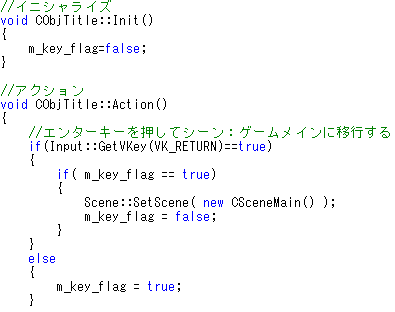 //イニシャライズ
void CObjTitle::Init()
{
    m_key_flag=false;
}

//アクション
void CObjTitle::Action()
{
    //エンターキーを押してシーン：ゲームメインに移行する
    if(Input::GetVKey(VK_RETURN)==true)
    {
        if( m_key_flag == true)
        {
            Scene::SetScene( new CSceneMain() );
            m_key_flag = false;
        }
    }
    else
    {
        m_key_flag = true;
    }